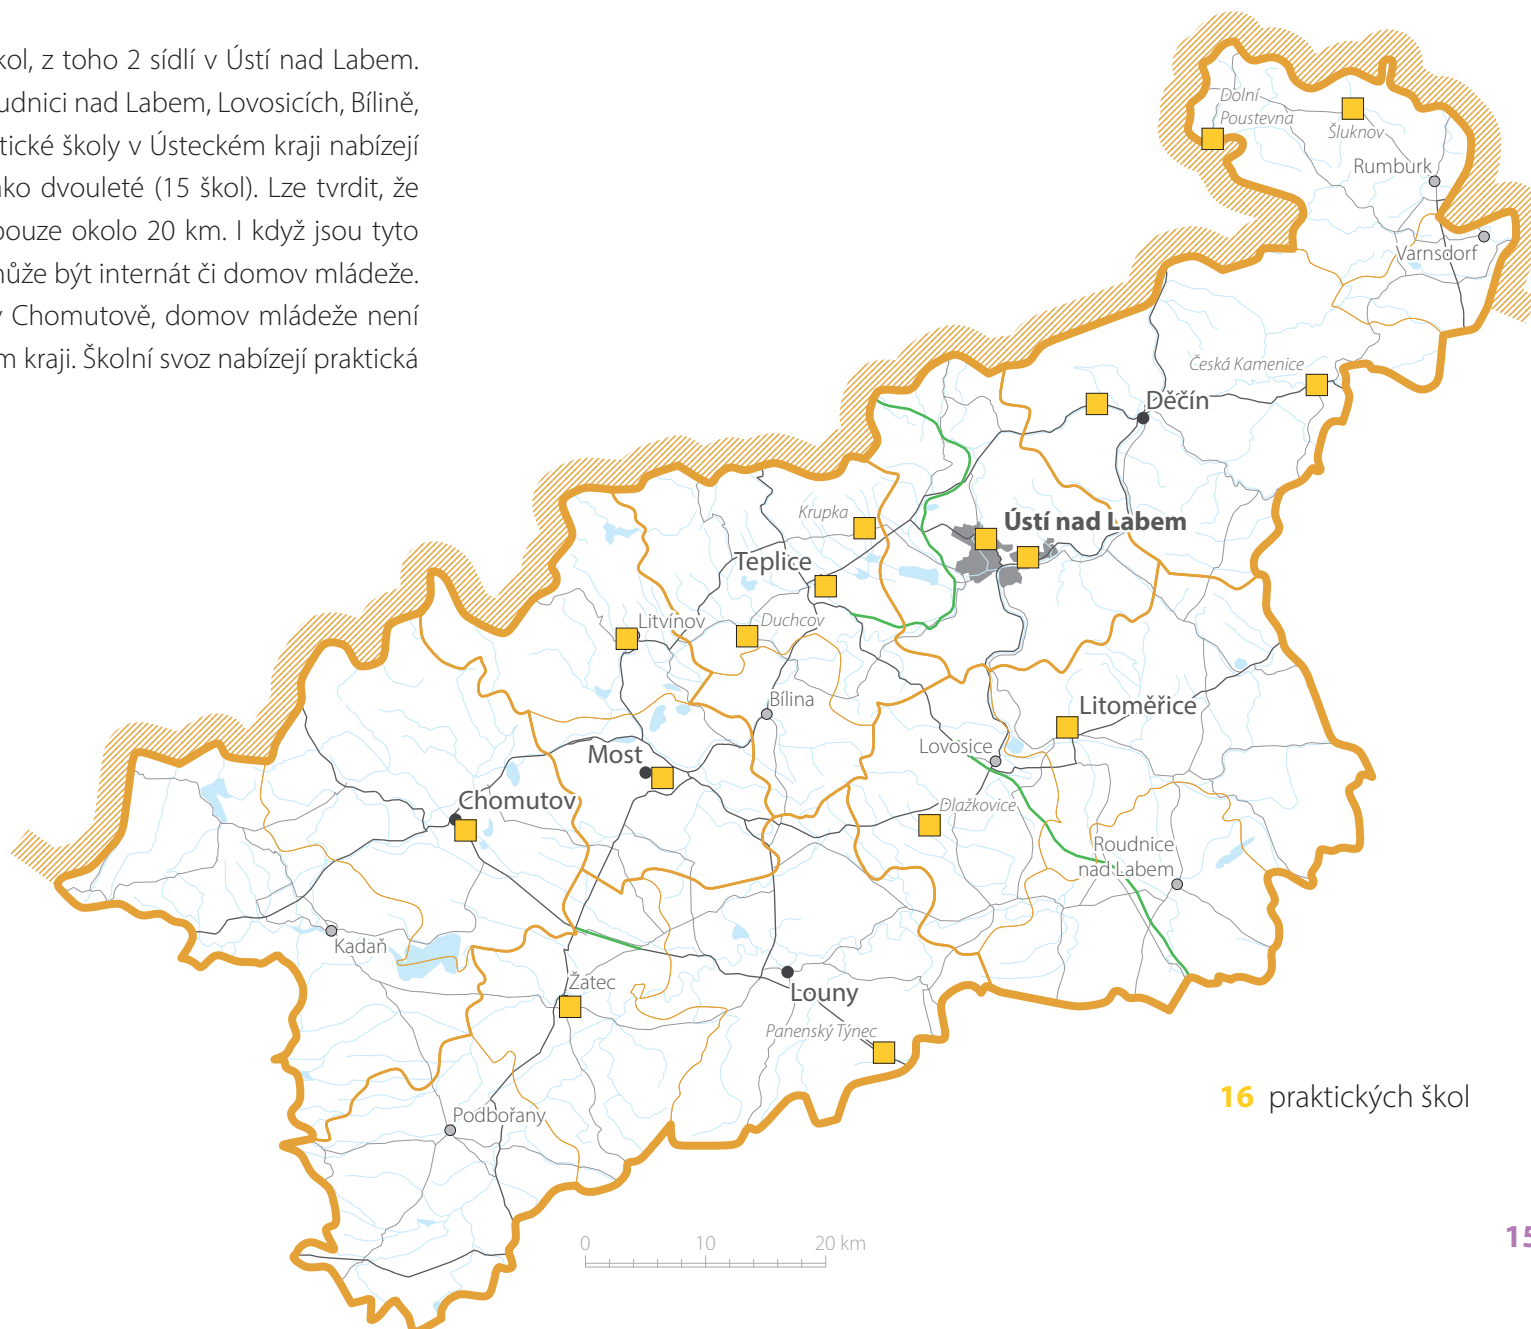 kol, z toho 2 sídlí v Ústí nad Labem.
udnici nad Labem, Lovosicích, Bílině,
tické školy v Ústeckém kraji nabízejí
ako dvouleté (15 škol). Lze tvrdit, že
pouze okolo 20 km. I když jsou tyto
může být internát či domov mládeže.
v Chomutově, domov mládeže není
m kraji. Školní svoz nabízejí praktická
Dolní
Poustevna
Šluknov
Rumburk
Varnsdorf
Česká Kamenice
Děčín
Krupka
Ústí nad Labem
Teplice
Litvínov
Duchcov
Bílina
Litoměřice
Lovosice
Most
Chomutov
Dlažkovice
Roudnice
nad Labem
Kadaň
Žatec
Louny
Panenský Týnec
Podbořany
16 praktických škol
0 10 20 km
15